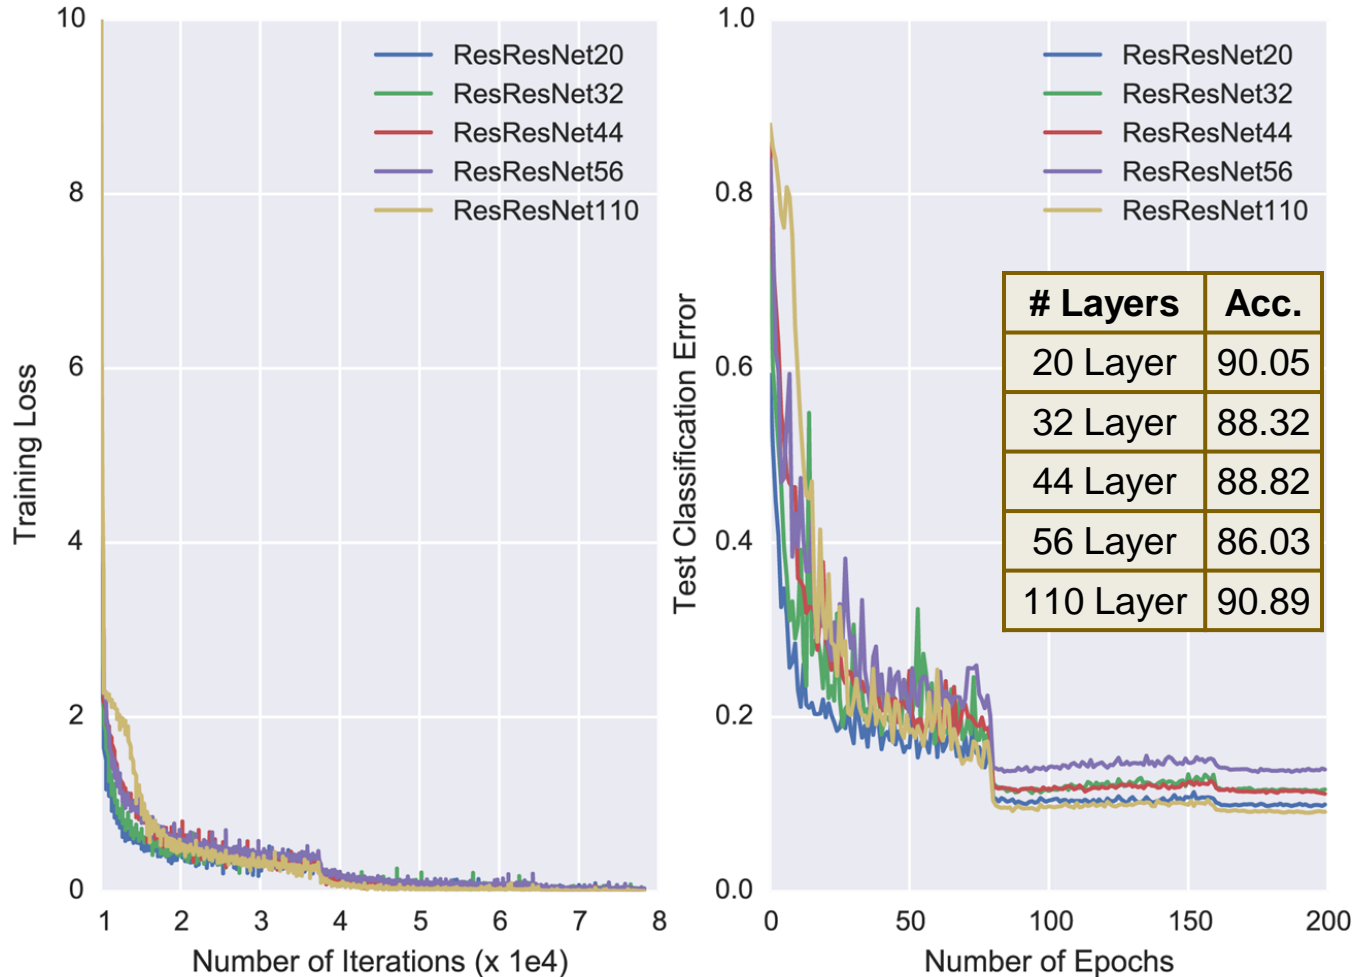 10
8
6
4
2
0
Training Loss
1 2 3 4 5 6 7 8
Number of Iterations (x 1e4)
ResResNet20
ResResNet32
ResResNet44
ResResNet56
ResResNet110
1.0
0.8
0.6
0.4
0.2
0.0
Test Classification Error
0 50 100 150 200
Number of Epochs
ResResNet20
ResResNet32
ResResNet44
ResResNet56
ResResNet110
# Layers Acc.
20 Layer 90.05
32 Layer 88.32
44 Layer 88.82
56 Layer 86.03
110 Layer 90.89